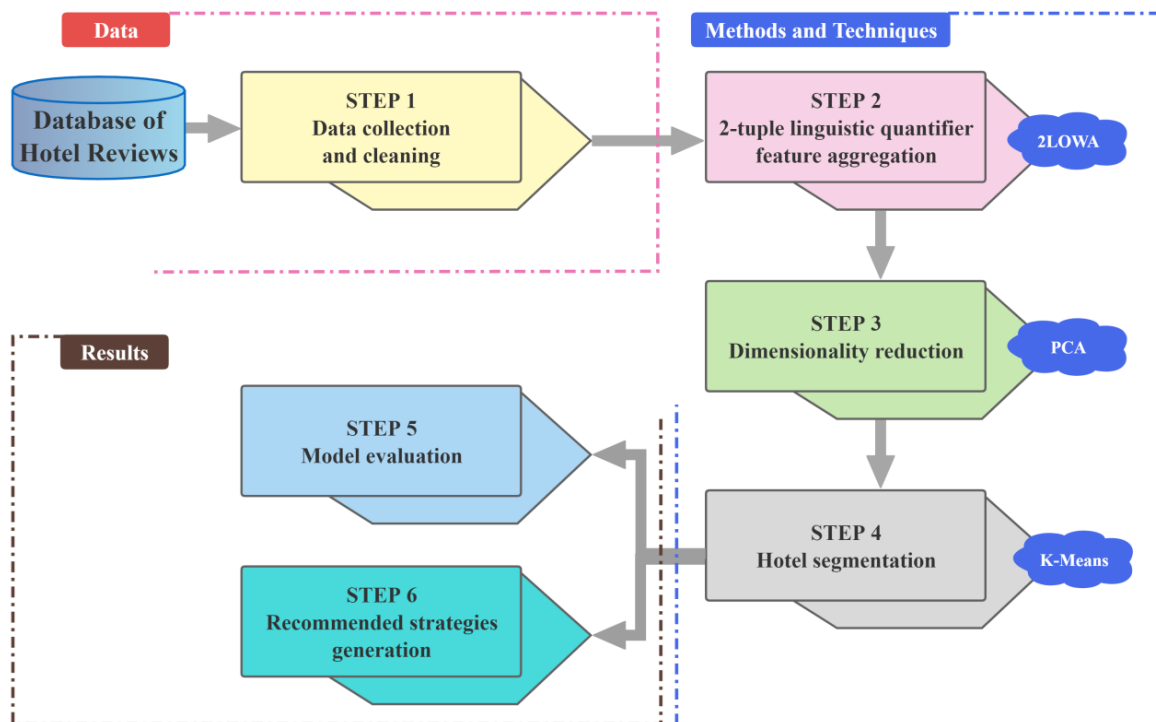 Data
Methods and Techniques
Database of
Hotel Reviews
STEP 1
Data collection
and cleaning
STEP 2
2-tuple linguistic quantifier
feature aggregation
2LOWA
STEP 3
Dimensionality reduction
PCA
Results
STEP 4
Hotel segmentation
K-Means
STEP 5
Model evaluation
STEP 6
Recommended strategies
generation